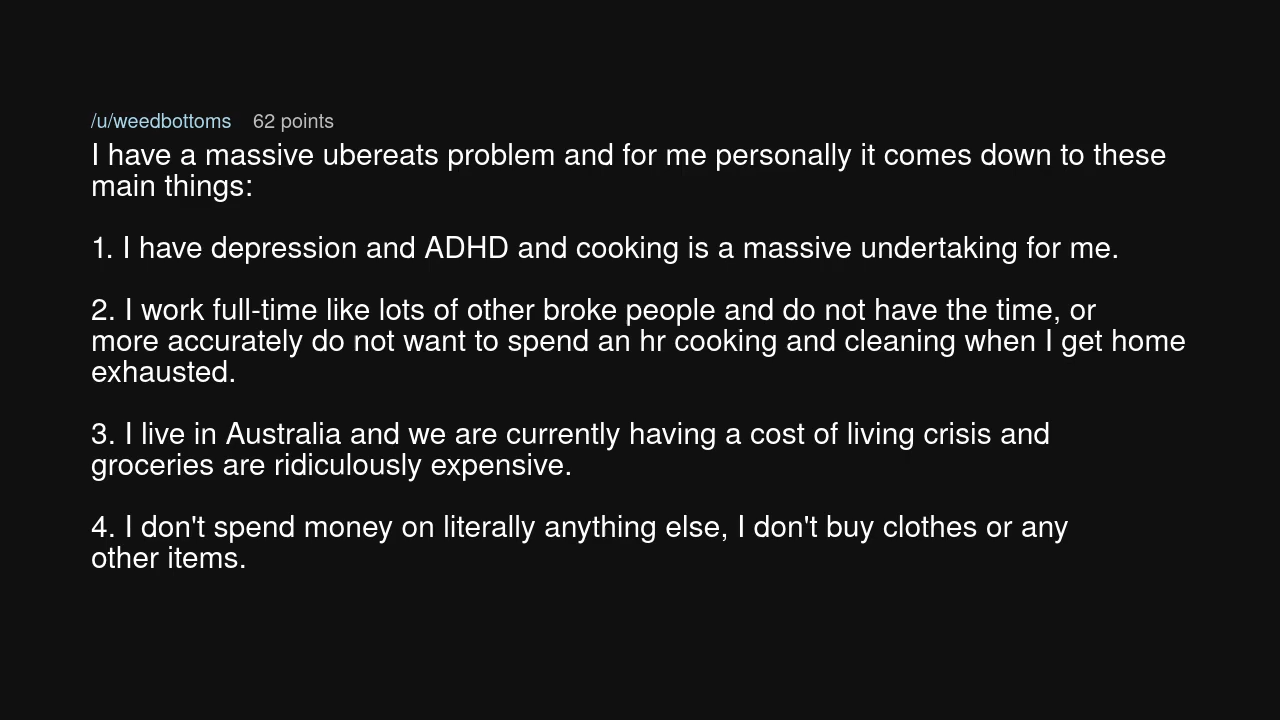 /u/weedbottoms 62 points
I have a massive ubereats problem and for me personally it comes down to these
main things:
1. I have depression and ADHD and cooking is a massive undertaking for me.
2. I work full-time like lots of other broke people and do not have the time, or
more accurately do not want to spend an hr cooking and cleaning when I get home
exhausted.
3. I live in Australia and we are currently having a cost of living crisis and
groceries are ridiculously expensive.
4. I don't spend money on literally anything else, I don't buy clothes or any
other items.